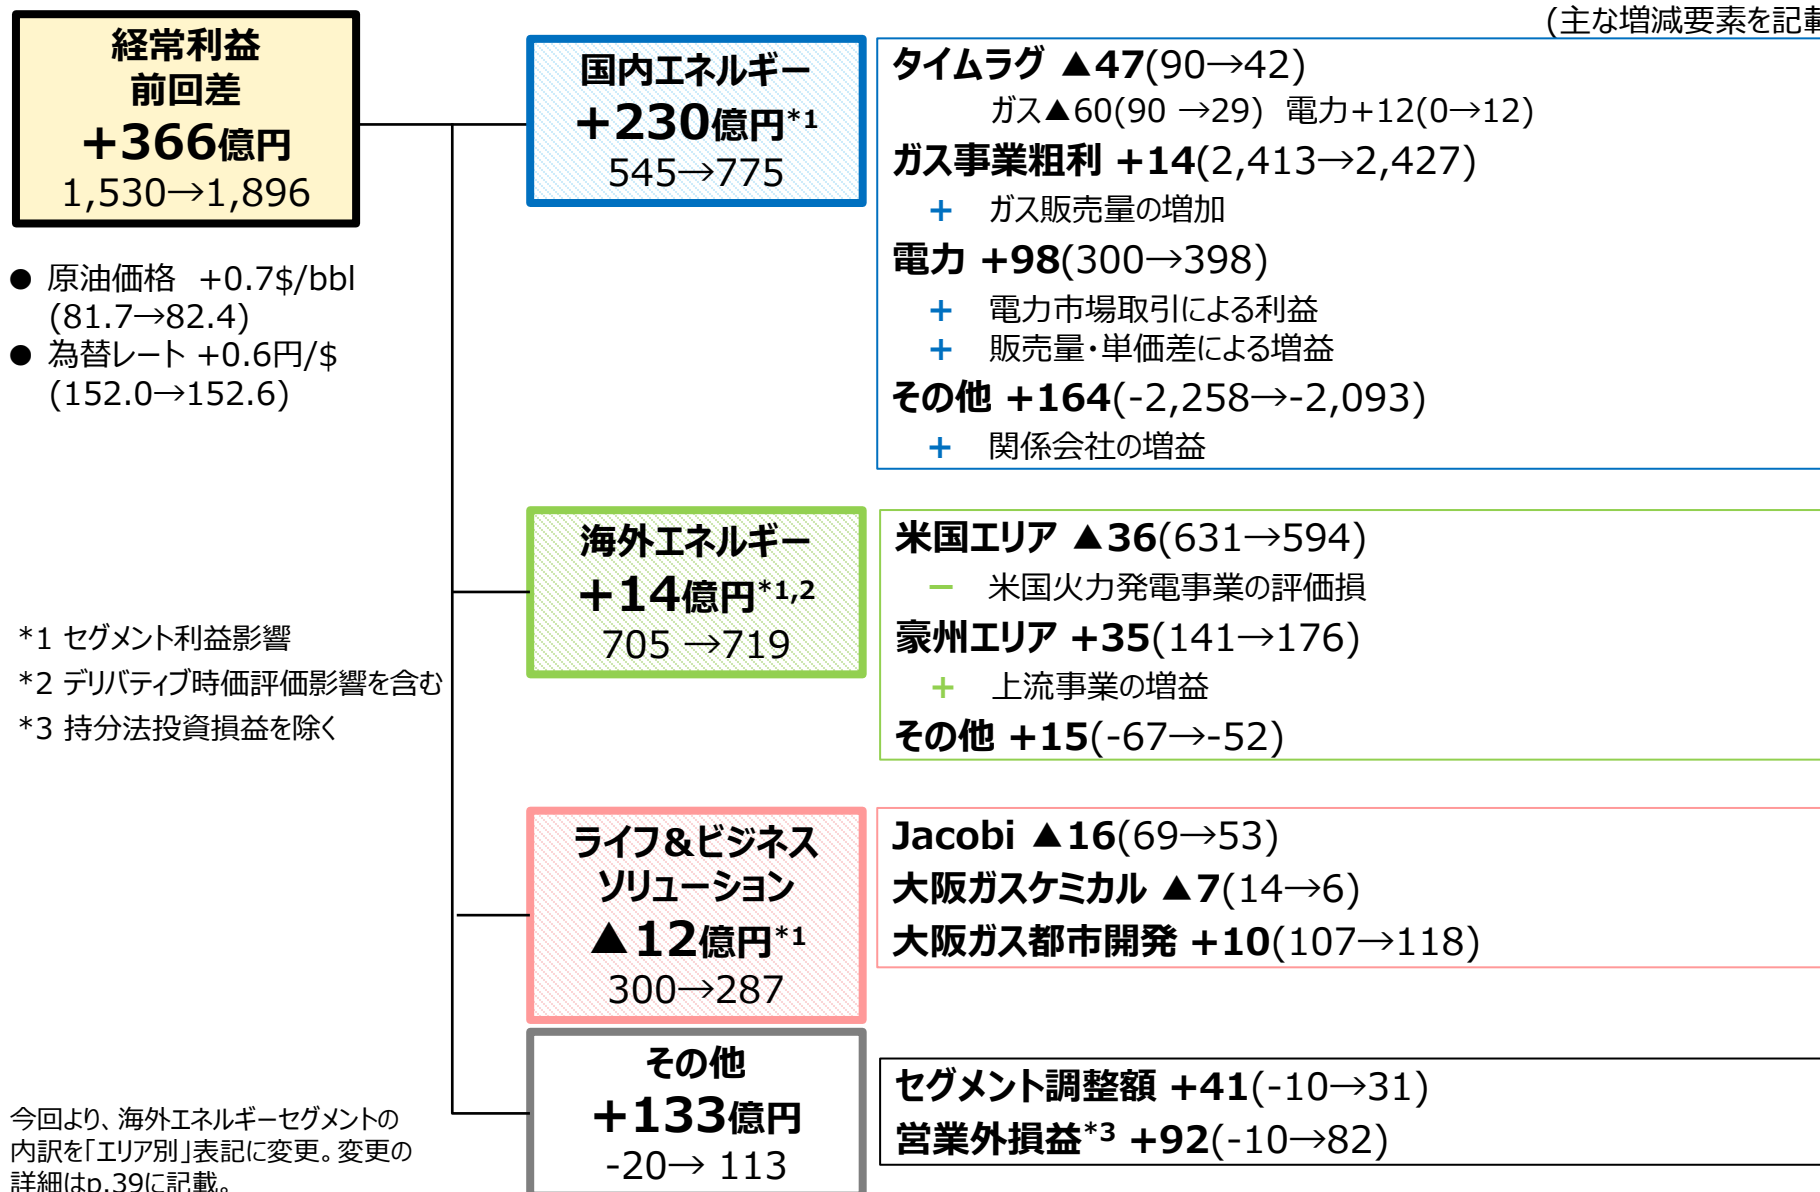 (主な増減要素を記載
経常利益
前回差
+366億円
1,530→1,896
● 原油価格 +0.7$/bbl
(81.7→82.4)
● 為替レート +0.6円/$
(152.0→152.6)
*1 セグメント利益影響
*2 デリバティブ時価評価影響を含む
*3 持分法投資損益を除く
今回より、海外エネルギーセグメントの
内訳を「エリア別」表記に変更。変更の
詳細はp.39に記載。
国内エネルギー
+230億円*1
545→775
タイムラグ ▲47(90→42)
ガス▲60(90 →29) 電力+12(0→12)
ガス事業粗利 +14(2,413→2,427)
+ ガス販売量の増加
電力 +98(300→398)
+ 電力市場取引による利益
+ 販売量・単価差による増益
その他 +164(-2,258→-2,093)
+ 関係会社の増益
海外エネルギー
+14億円*1,2
705 →719
米国エリア ▲36(631→594)
− 米国火力発電事業の評価損
豪州エリア +35(141→176)
+ 上流事業の増益
その他 +15(-67→-52)
ライフ&ビジネス
ソリューション
▲12億円*1
300→287
Jacobi ▲16(69→53)
大阪ガスケミカル ▲7(14→6)
大阪ガス都市開発 +10(107→118)
その他
+133億円
-20→ 113
セグメント調整額 +41(-10→31)
営業外損益*3 +92(-10→82)